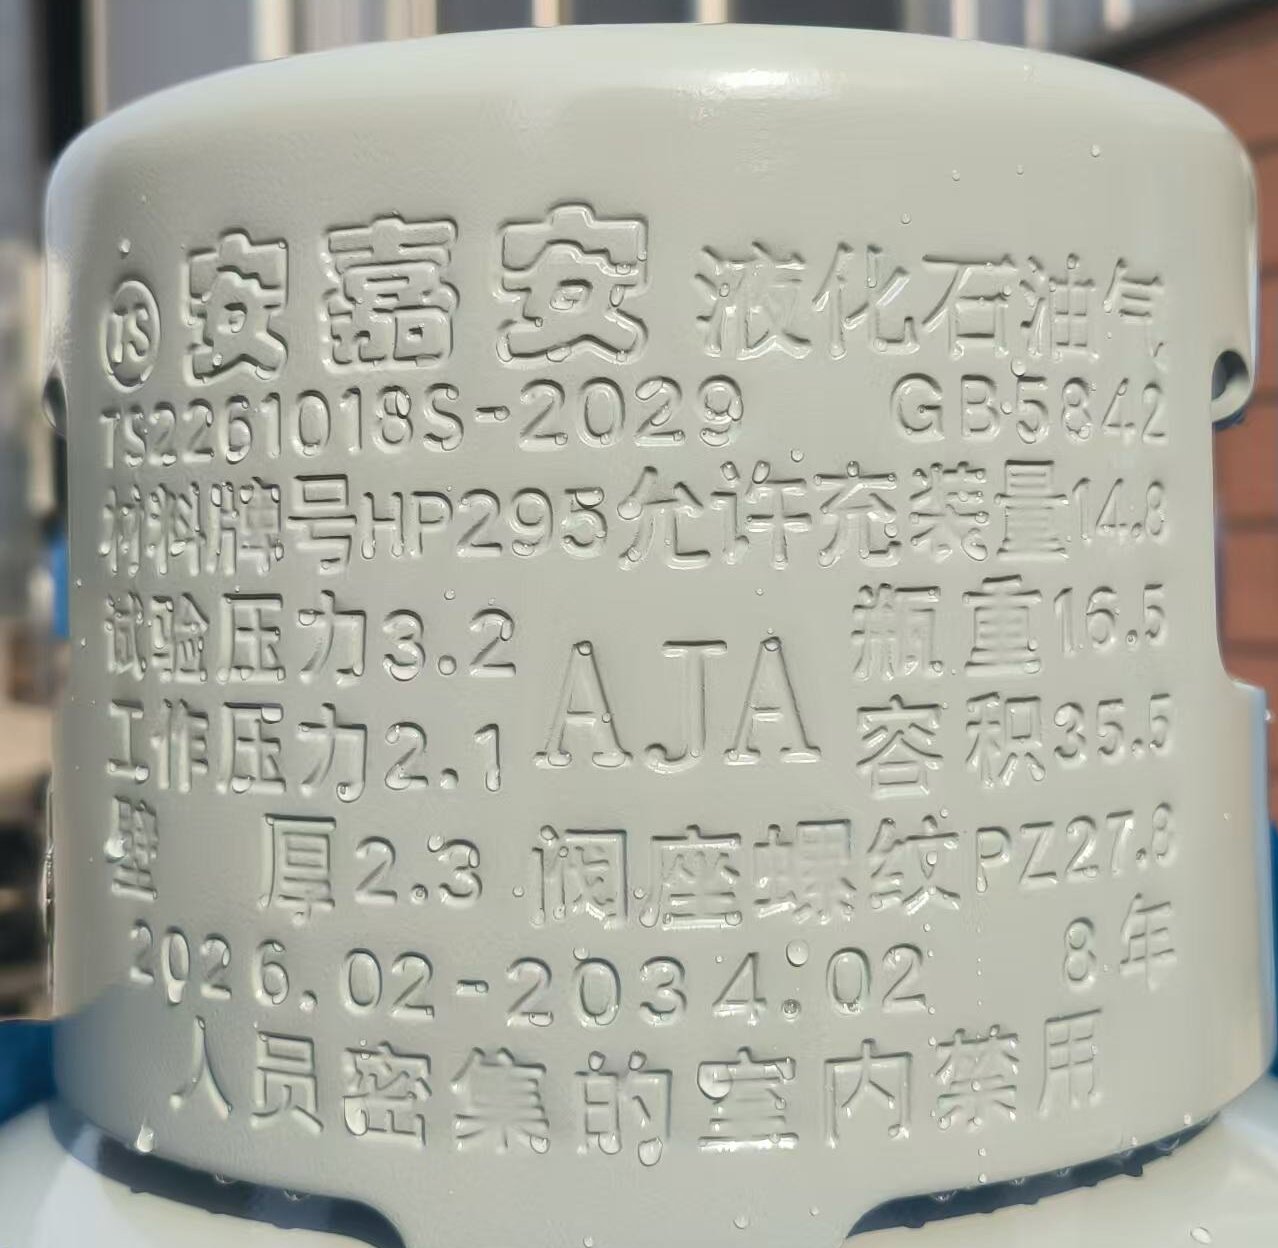 TS 安嘉安 液化石油气
TS2261018S-2029 GB5842
材料牌号HP295允许充装量14.8
试验压力3.2 AJA 瓶重16.5
工作压力2.1 容积35.5
壁厚2.3 阀座螺纹PZ27.8
2026.02-2034.02 8年
人员密集的室内禁用